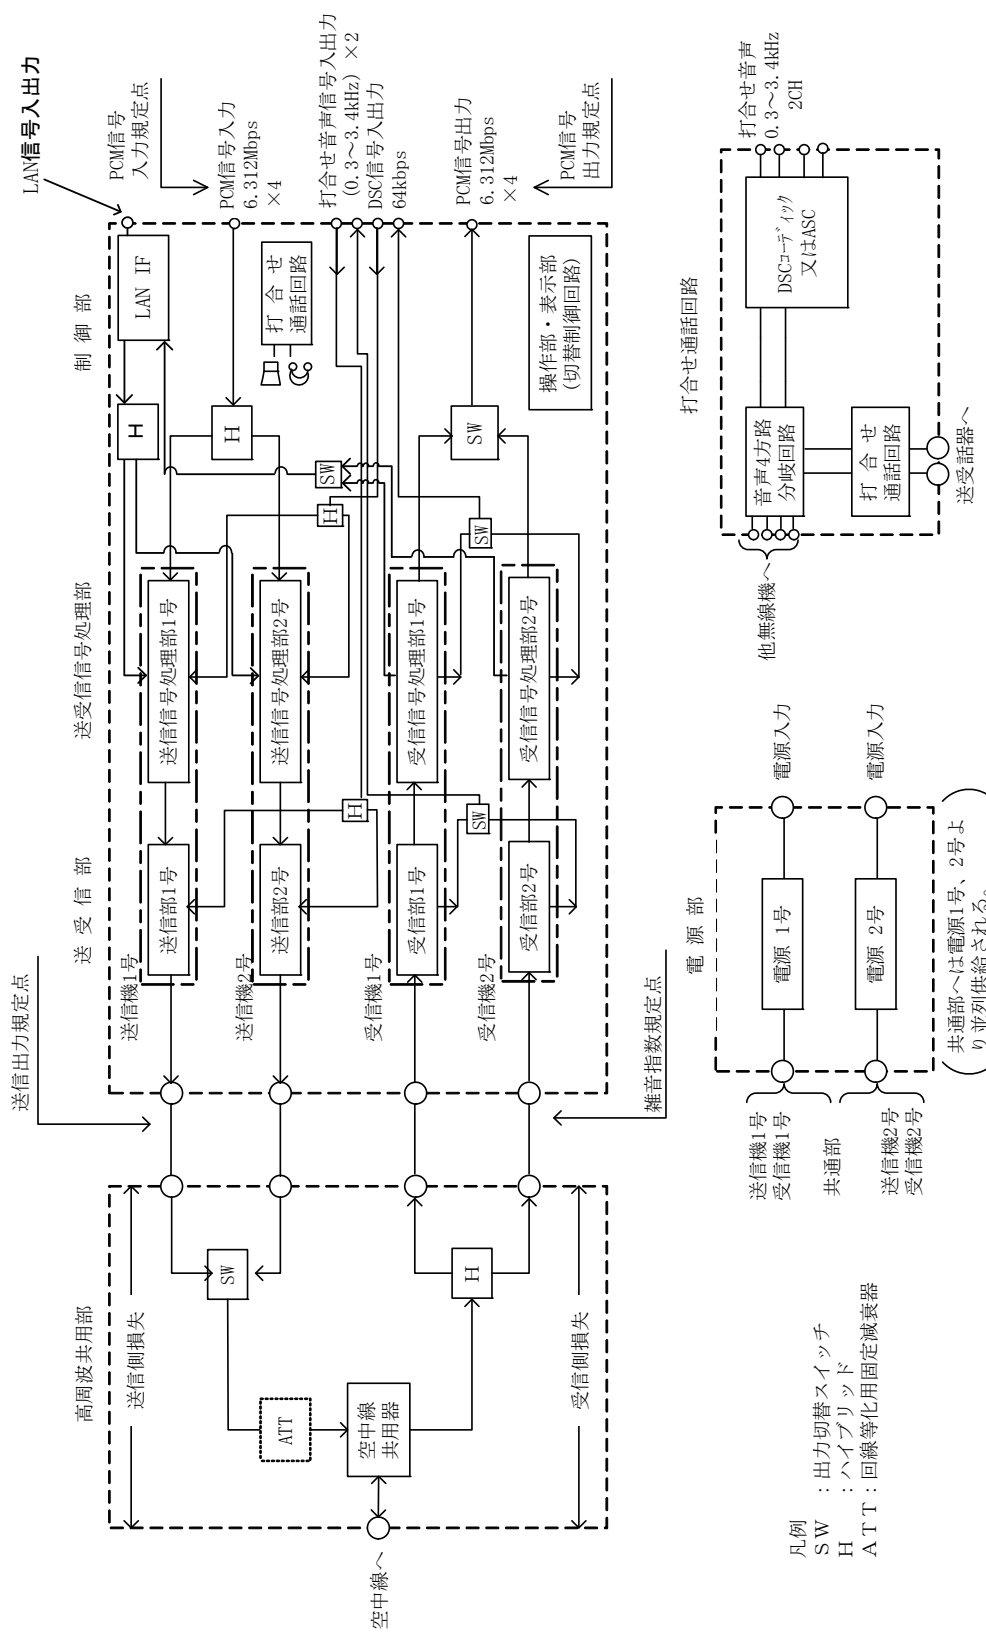 高周波共用部
送信側損失
SW
ATT
空中線
共用器
H
受信側損失
空中線へ
送信出力規定点
雑音指数規定点
送 受 信 部
送受信信号処理部
制 御 部
送信機1号
送信部1号
送信信号処理部1号
送信機2号
送信部2号
送信信号処理部2号
受信機1号
受信部1号
受信信号処理部1号
受信機2号
受信部2号
受信信号処理部2号
H
SW
H
SW
SW
H
H
SW
LAN IF
打 合 せ
通話回路
操作部・表示部
(切替制御回路)
LAN信号入出力
PCM信号
入力規定点
PCM信号入力
6.312Mbps
×4
打合せ音声信号入出力
(0.3～3.4kHz) ×2
DSC信号入出力
64kbps
PCM信号出力
6.312Mbps
×4
PCM信号
出力規定点
凡例
SW :出力切替スイッチ
H :ハイブリッド
ATT:回線等化用固定減衰器
電 源 部
送信機1号
受信機1号
共通部
送信機2号
受信機2号
電源 1号
電源 2号
電源入力
電源入力
共通部へは電源1号、2号よ
り並列供給される。
打合せ通話回路
他無線機へ
音声4方路
分岐回路
打 合 せ
通話回路
送受話器へ
DSCコーディック
又はASC
打合せ音声
0.3～3.4kHz
2CH